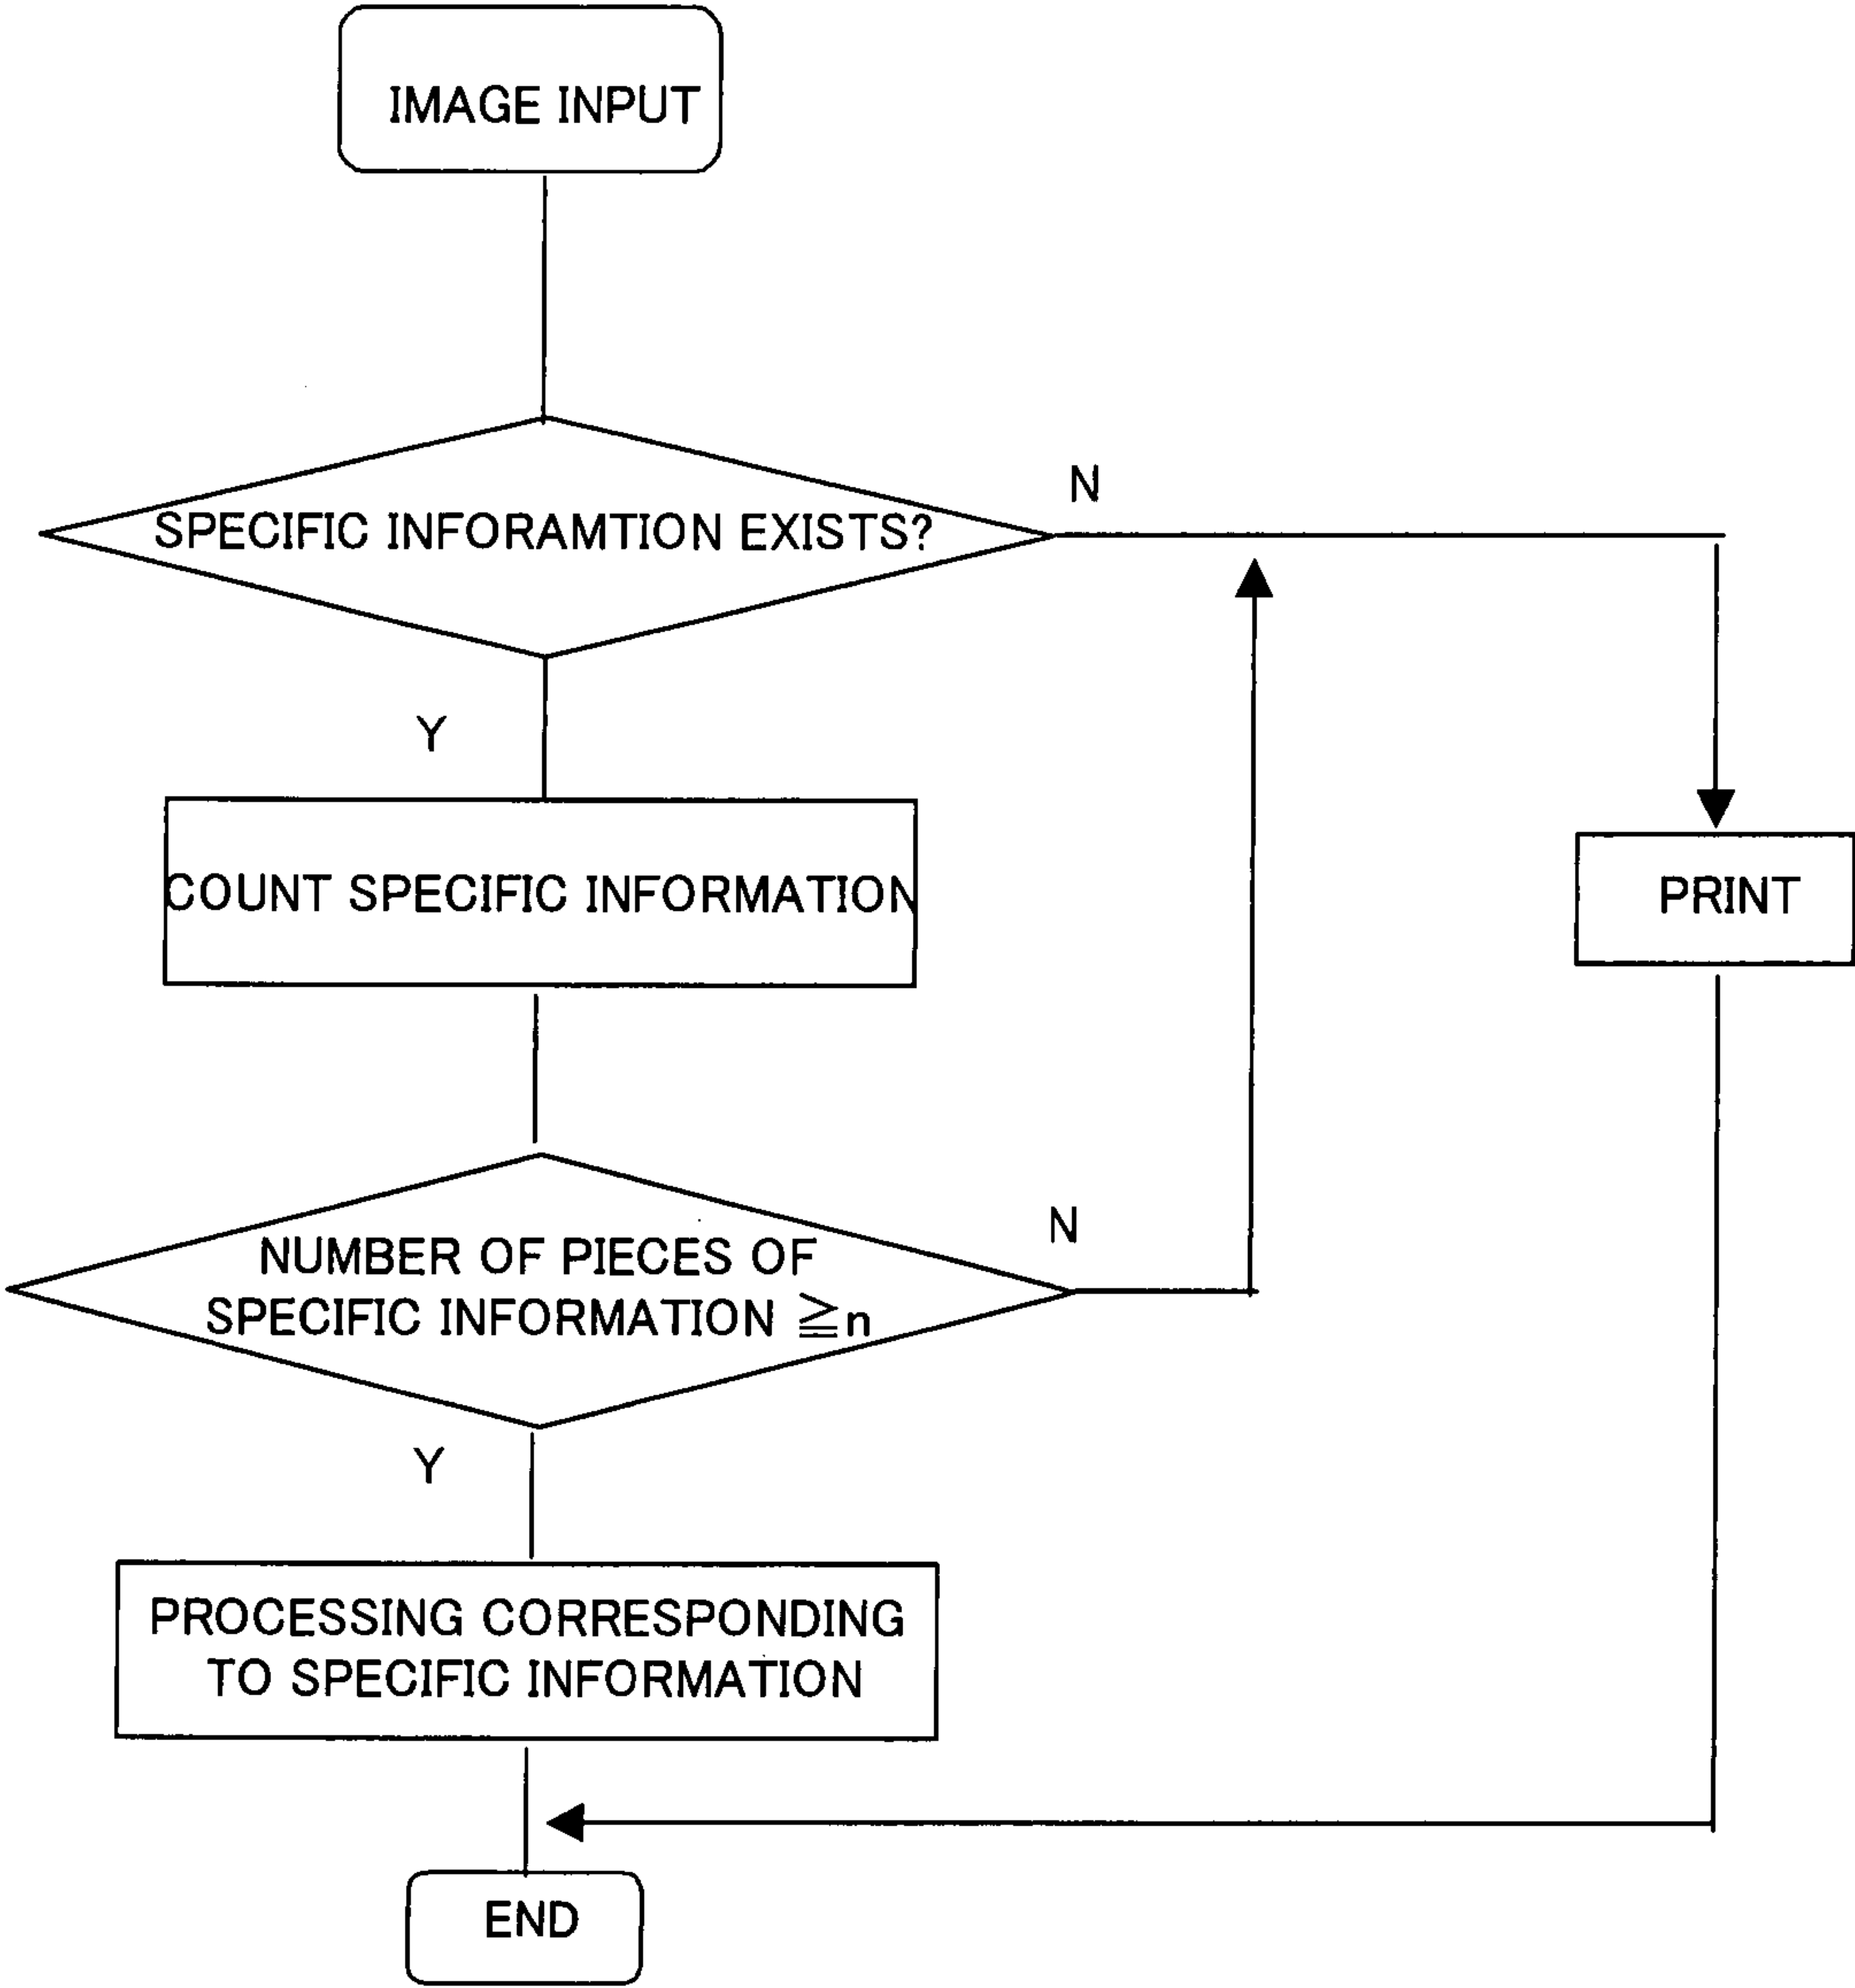 IMAGE INPUT
SPECIFIC INFORAMTION EXISTS?
N
Y
COUNT SPECIFIC INFORMATION
PRINT
NUMBER OF PIECES OF
SPECIFIC INFORMATION ≧n
N
Y
PROCESSING CORRESPONDING
TO SPECIFIC INFORMATION
END